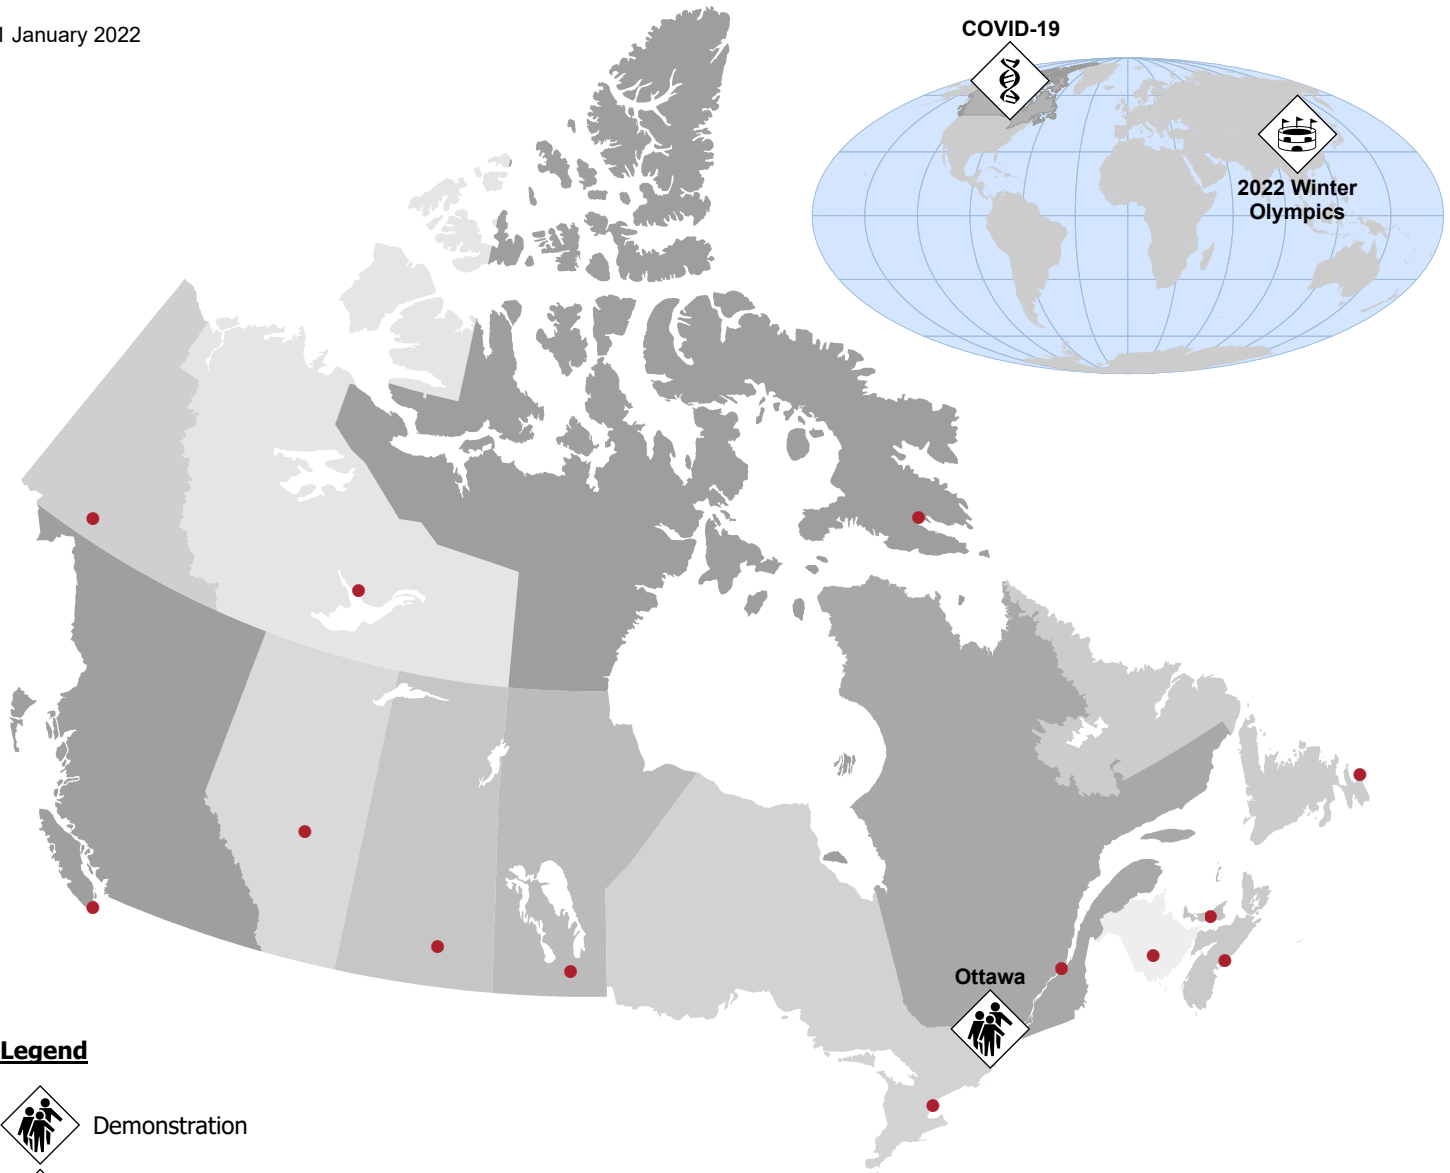 January 2022
COVID-19
2022 Winter
Olympics
Ottawa
Legend
Demonstration